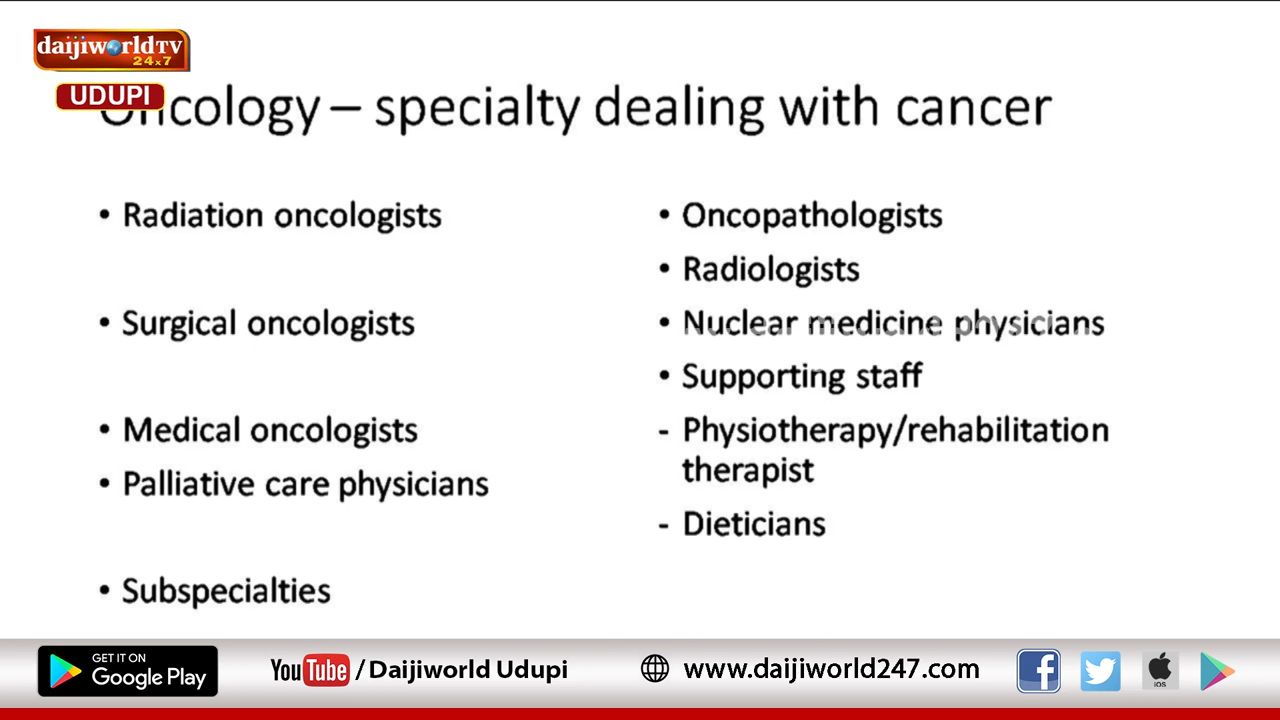 daijiworldTV
24x7
UDUPI
Oncology – specialty dealing with cancer
• Radiation oncologists
• Surgical oncologists
• Medical oncologists
• Palliative care physicians
• Subspecialties
• Oncopathologists
• Radiologists
• Nuclear medicine physicians
• Supporting staff
- Physiotherapy/rehabilitation
therapist
- Dieticians
GET IT ON
Google Play
YouTube / Daijiworld Udupi
www.daijiworld247.com
iOS